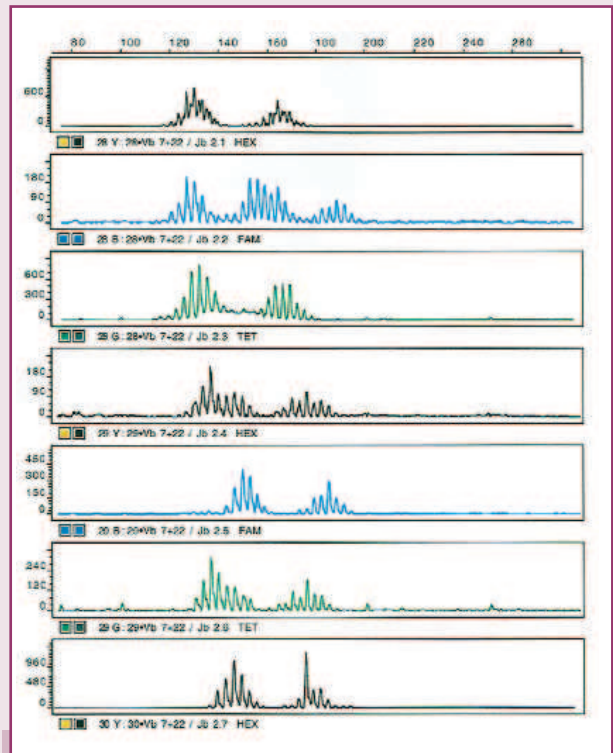 80 100 120 140 160 180 200 220 240 260
600
0
28 Y:28•Vb 7+22 / Jb 2.1 HEX
180
90
0
28 B:28•Vb 7+22 / Jb 2.2 FAM
600
300
0
28 G:28•Vb 7+22 / Jb 2.3 TET
180
90
0
29 Y:29•Vb 7+22 / Jb 2.4 HEX
450
300
150
0
29 B:29•Vb 7+22 / Jb 2.5 FAM
240
120
0
29 G:29•Vb 7+22 / Jb 2.6 TET
960
480
0
30 Y:30•Vb 7+22 / Jb 2.7 HEX